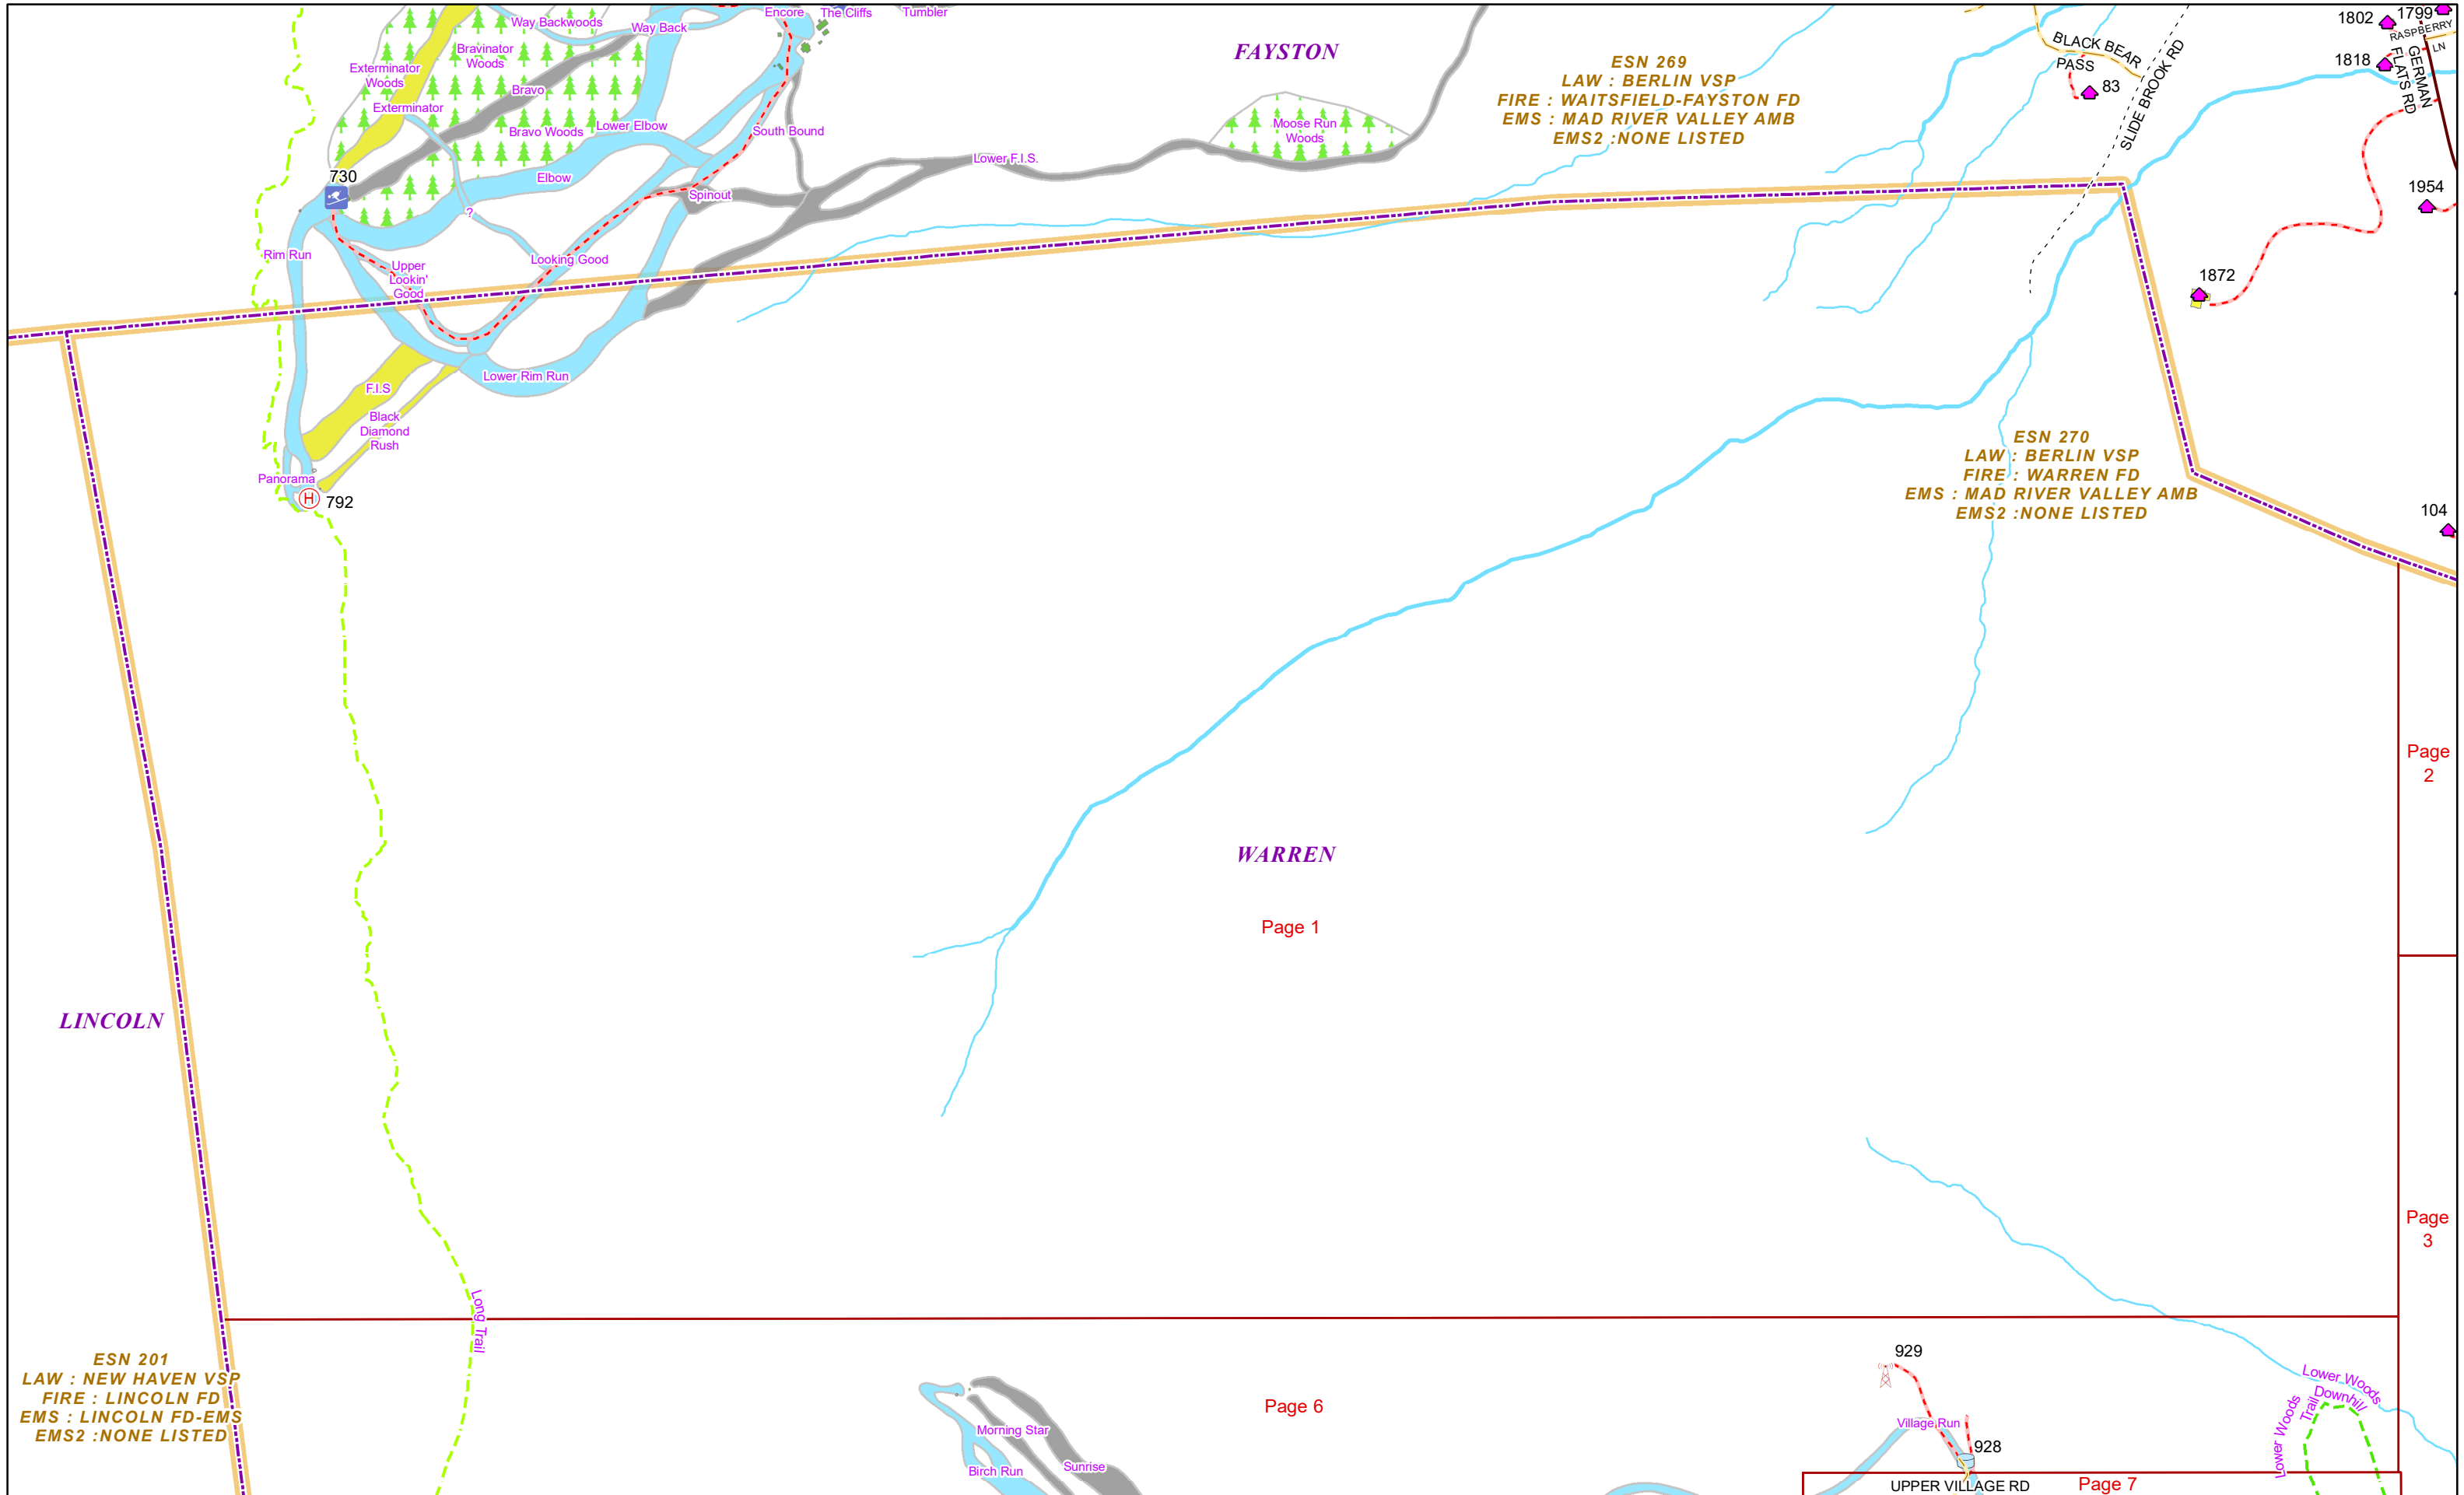 Way Backwoods
Way Back
Encore
The Cliffs
Tumbler
FAYSTON
1802
1799
RASPBERRY
LN
Bravinator
Woods
Exterminator
Woods
Exterminator
Bravo
Bravo Woods
Lower Elbow
South Bound
ESN 269
LAW : BERLIN VSP
FIRE : WAITSFIELD-FAYSTON FD
EMS : MAD RIVER VALLEY AMB
EMS2 :NONE LISTED
BLACK BEAR
PASS
83
SLIDE BROOK RD
1818
GERMAN
FLATS RD
Moose Run
Woods
Lower F.I.S.
730
Elbow
Spinout
?
1954
Rim Run
Upper
Lookin'
Good
Looking Good
1872
F.I.S
Lower Rim Run
Black
Diamond
Rush
Panorama
H
792
ESN 270
LAW : BERLIN VSP
FIRE : WARREN FD
EMS : MAD RIVER VALLEY AMB
EMS2 :NONE LISTED
104
Page
2
WARREN
Page 1
LINCOLN
Page
3
Long Trail
ESN 201
LAW : NEW HAVEN VSP
FIRE : LINCOLN FD
EMS : LINCOLN FD-EMS
EMS2 :NONE LISTED
929
Page 6
Morning Star
Birch Run
Sunrise
Village Run
928
Lower Woods
Downhill
Lower Woods
Trail
UPPER VILLAGE RD
Page 7